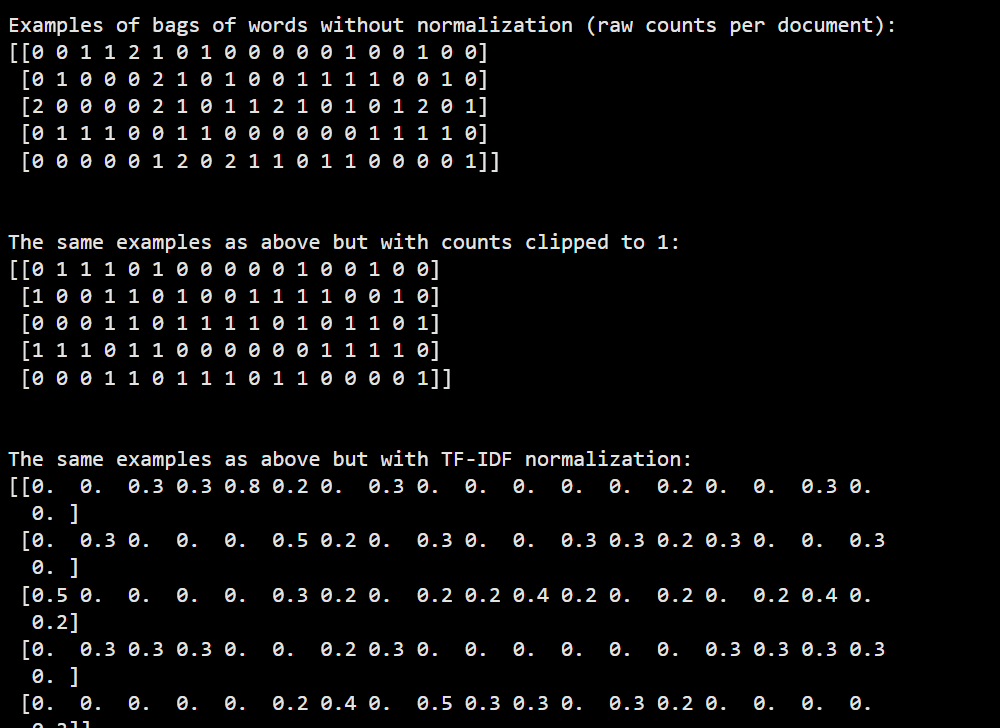 Examples of bags of words without normalization (raw counts per document):
[[0 0 1 1 2 1 0 1 0 0 0 0 0 1 0 0 1 0 0]
[0 1 0 0 0 2 1 0 1 0 0 1 1 1 1 0 0 1 0]
[2 0 0 0 0 2 1 0 1 1 2 1 0 1 0 1 2 0 1]
[0 1 1 1 0 0 1 1 0 0 0 0 0 0 1 1 1 1 0]
[0 0 0 0 0 1 2 0 2 1 1 0 1 1 0 0 0 0 1]]
The same examples as above but with counts clipped to 1:
[[0 1 1 1 0 1 0 0 0 0 0 1 0 0 1 0 0]
[1 0 0 1 1 0 1 0 0 1 1 1 1 0 0 1 0]
[0 0 0 1 1 0 1 1 1 1 0 1 0 1 1 0 1]
[1 1 1 0 1 1 0 0 0 0 0 0 1 1 1 1 0]
[0 0 0 1 1 0 1 1 1 0 1 1 0 0 0 0 1]]
The same examples as above but with TF-IDF normalization:
[[0. 0. 0.3 0.3 0.8 0.2 0. 0.3 0. 0. 0. 0. 0. 0.2 0. 0. 0.3 0.
0. ]
[0. 0.3 0. 0. 0. 0.5 0.2 0. 0.3 0. 0. 0.3 0.3 0.2 0.3 0. 0. 0.3
0. ]
[0.5 0. 0. 0. 0. 0.3 0.2 0. 0.2 0.2 0.4 0.2 0. 0.2 0. 0.2 0.4 0.
0.2]
[0. 0.3 0.3 0.3 0. 0. 0.2 0.3 0. 0. 0. 0. 0. 0. 0.3 0.3 0.3 0.3
0. ]
[0. 0. 0. 0. 0. 0.2 0.4 0. 0.5 0.3 0.3 0. 0.3 0.2 0. 0. 0. 0.